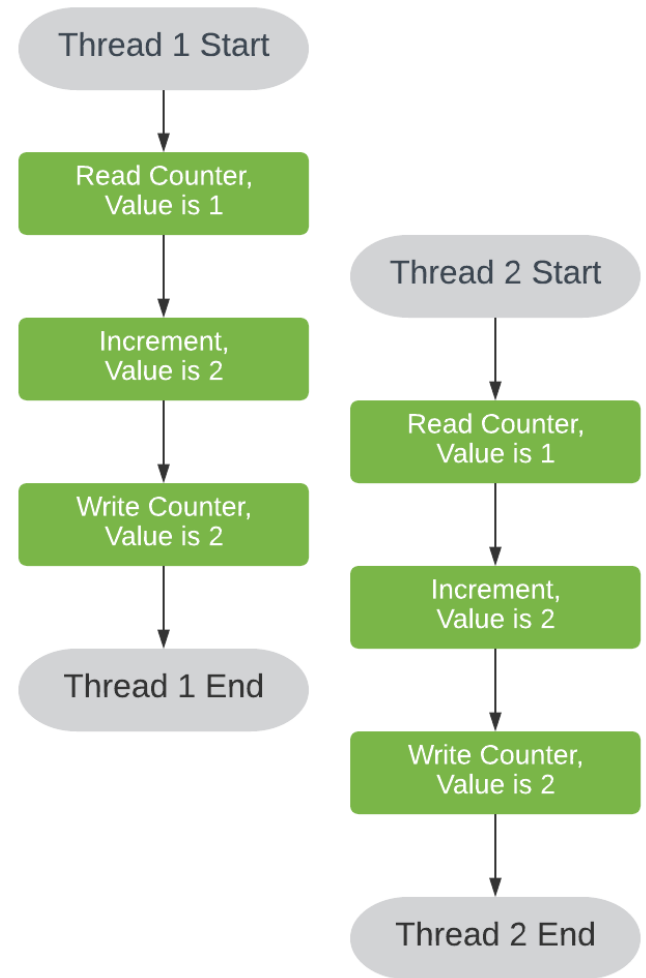 Thread 1 Start
Read Counter,
Value is 1
Increment,
Value is 2
Write Counter,
Value is 2
Thread 1 End
Thread 2 Start
Read Counter,
Value is 1
Increment,
Value is 2
Write Counter,
Value is 2
Thread 2 End